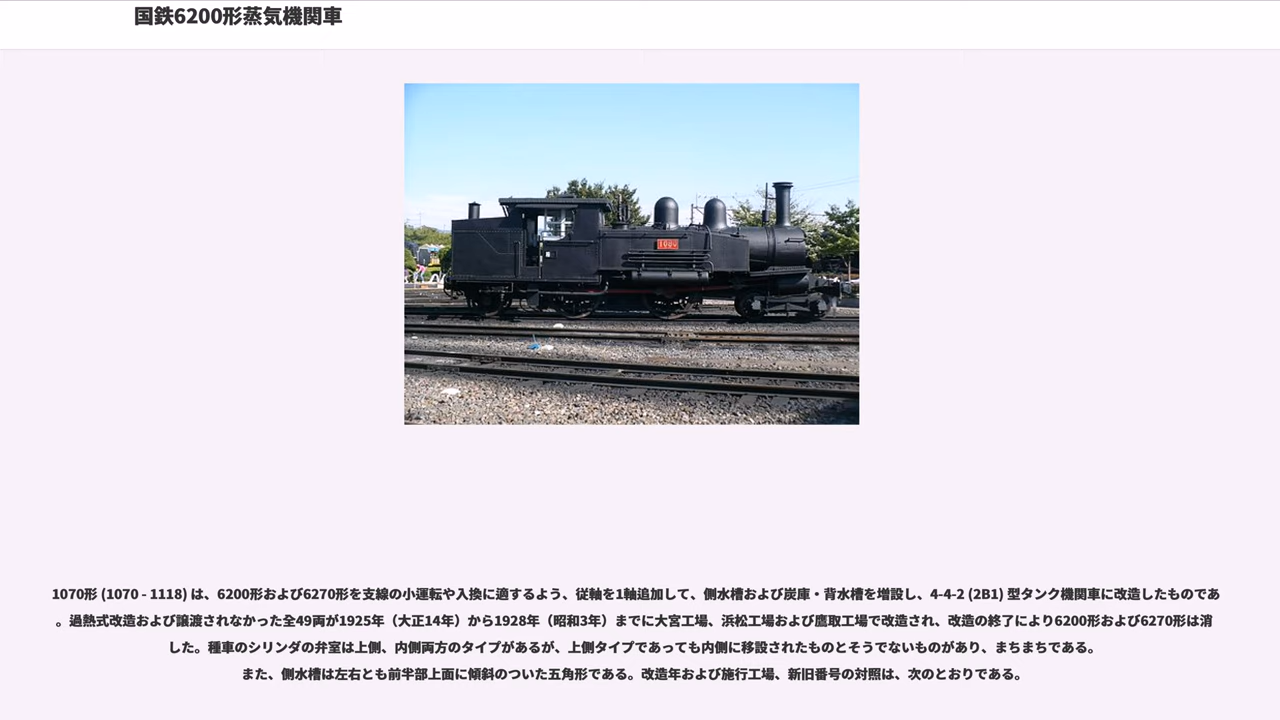 国鉄6200形蒸気機関車
1070形 (1070 - 1118) は、6200形および6270形を支線の小運転や入換に適するよう、従軸を1軸追加して、側水槽および炭庫・背水槽を増設し、4-4-2 (2B1) 型タンク機関車に改造したものであ
。過熱式改造および譲渡されなかった全49両が1925年（大正14年）から1928年（昭和3年）までに大宮工場、浜松工場および鷹取工場で改造され、改造の終了により6200形および6270形は消
した。種車のシリンダの弁室は上側、内側両方のタイプがあるが、上側タイプであっても内側に移設されたものとそうでないものがあり、まちまちである。
また、側水槽は左右とも前半部上面に傾斜のついた五角形である。改造年および施行工場、新旧番号の対照は、次のとおりである。